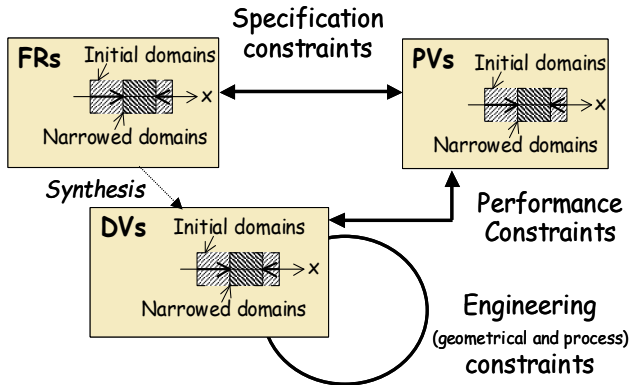 Specification
constraints
FRs
Initial domains
x
Narrowed domains
PVs
Initial domains
x
Narrowed domains
Synthesis
DVs
Initial domains
x
Narrowed domains
Performance
Constraints
Engineering
(geometrical and process)
constraints